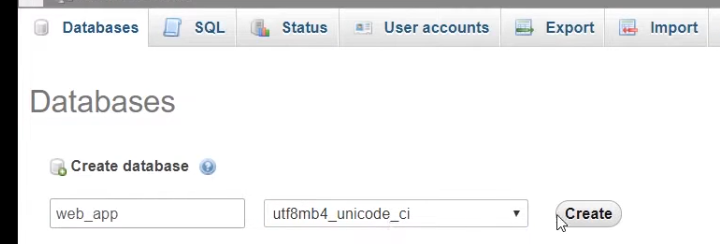 Databases SQL Status User accounts Export Import
Databases
Create database
web_app utf8mb4_unicode_ci Create